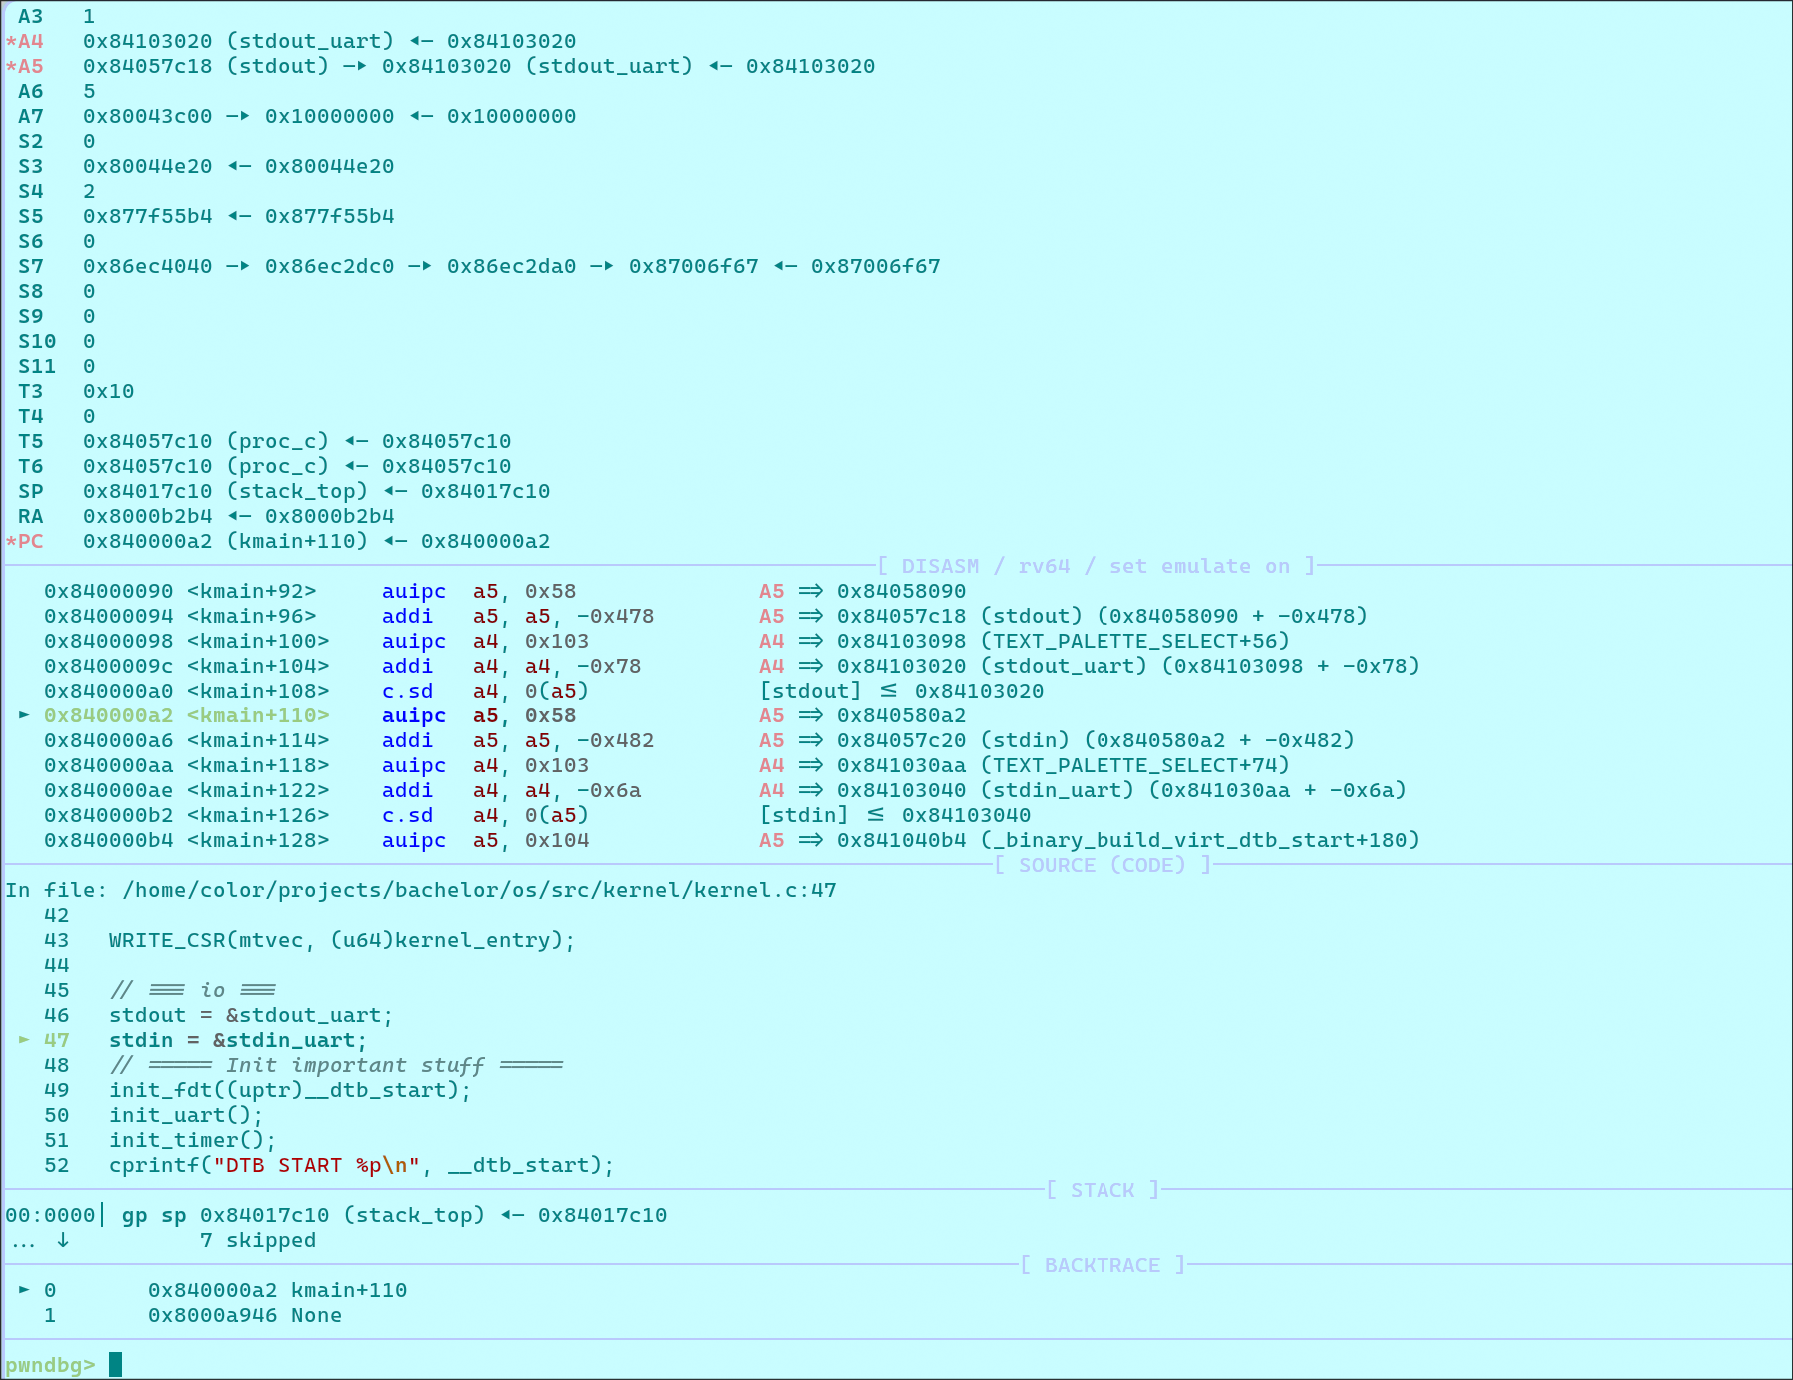 A3   1
*A4   0x84103020 (stdout_uart) ◂— 0x84103020
*A5   0x84057c18 (stdout) —▸ 0x84103020 (stdout_uart) ◂— 0x84103020
A6   5
A7   0x80043c00 —▸ 0x10000000 ◂— 0x10000000
S2   0
S3   0x80044e20 ◂— 0x80044e20
S4   2
S5   0x877f55b4 ◂— 0x877f55b4
S6   0
S7   0x86ec4040 —▸ 0x86ec2dc0 —▸ 0x86ec2da0 —▸ 0x87006f67 ◂— 0x87006f67
S8   0
S9   0
S10  0
S11  0
T3   0x10
T4   0
T5   0x84057c10 (proc_c) ◂— 0x84057c10
T6   0x84057c10 (proc_c) ◂— 0x84057c10
SP   0x84017c10 (stack_top) ◂— 0x84017c10
RA   0x8000b2b4 ◂— 0x8000b2b4
*PC   0x840000a2 (kmain+110) ◂— 0x840000a2
[ DISASM / rv64 / set emulate on ]
0x84000090 <kmain+92>     auipc  a5, 0x58              A5 => 0x84058090
0x84000094 <kmain+96>     addi   a5, a5, -0x478        A5 => 0x84057c18 (stdout) (0x84058090 + -0x478)
0x84000098 <kmain+100>    auipc  a4, 0x103             A4 => 0x84103098 (TEXT_PALETTE_SELECT+56)
0x8400009c <kmain+104>    addi   a4, a4, -0x78         A4 => 0x84103020 (stdout_uart) (0x84103098 + -0x78)
0x840000a0 <kmain+108>    c.sd   a4, 0(a5)             [stdout] <= 0x84103020
► 0x840000a2 <kmain+110>    auipc  a5, 0x58              A5 => 0x840580a2
0x840000a6 <kmain+114>    addi   a5, a5, -0x482        A5 => 0x84057c20 (stdin) (0x840580a2 + -0x482)
0x840000aa <kmain+118>    auipc  a4, 0x103             A4 => 0x841030aa (TEXT_PALETTE_SELECT+74)
0x840000ae <kmain+122>    addi   a4, a4, -0x6a         A4 => 0x84103040 (stdin_uart) (0x841030aa + -0x6a)
0x840000b2 <kmain+126>    c.sd   a4, 0(a5)             [stdin] <= 0x84103040
0x840000b4 <kmain+128>    auipc  a5, 0x104             A5 => 0x841040b4 (_binary_build_virt_dtb_start+180)
[ SOURCE (CODE) ]
In file: /home/color/projects/bachelor/os/src/kernel/kernel.c:47
42
43   WRITE_CSR(mtvec, (u64)kernel_entry);
44
45   // === io ===
46   stdout = &stdout_uart;
► 47   stdin = &stdin_uart;
48   // ===== Init important stuff =====
49   init_fdt((uptr)__dtb_start);
50   init_uart();
51   init_timer();
52   cprintf("DTB START %p\n", __dtb_start);
[ STACK ]
00:0000│ gp sp 0x84017c10 (stack_top) ◂— 0x84017c10
... ↓          7 skipped
[ BACKTRACE ]
► 0       0x840000a2 kmain+110
1       0x8000a946 None
pwndbg>